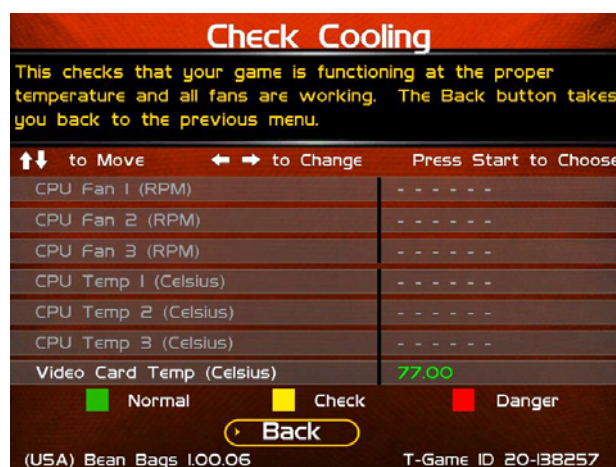 Check Cooling
This checks that your game is functioning at the proper
temperature and all fans are working. The Back button takes
you back to the previous menu.
to Move to Change Press Start to Choose
CPU Fan 1 (RPM) - - - - - -
CPU Fan 2 (RPM) - - - - - -
CPU Fan 3 (RPM) - - - - - -
CPU Temp 1 (Celsius) - - - - - -
CPU Temp 2 (Celsius) - - - - - -
CPU Temp 3 (Celsius) - - - - - -
Video Card Temp (Celsius) 77.00
Normal Check Danger
Back
(USA) Bean Bags 1.00.06 T-Game ID 20-138257